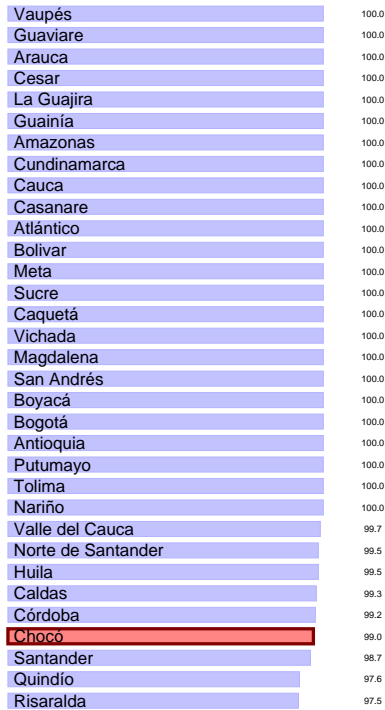 Vaupés 100.0
Guaviare 100.0
Arauca 100.0
Cesar 100.0
La Guajira 100.0
Guainía 100.0
Amazonas 100.0
Cundinamarca 100.0
Cauca 100.0
Casanare 100.0
Atlántico 100.0
Bolivar 100.0
Meta 100.0
Sucre 100.0
Caquetá 100.0
Vichada 100.0
Magdalena 100.0
San Andrés 100.0
Boyacá 100.0
Bogotá 100.0
Antioquia 100.0
Putumayo 100.0
Tolima 100.0
Nariño 100.0
Valle del Cauca 99.7
Norte de Santander 99.5
Huila 99.5
Caldas 99.3
Córdoba 99.2
Chocó 99.0
Santander 98.7
Quindío 97.6
Risaralda 97.5